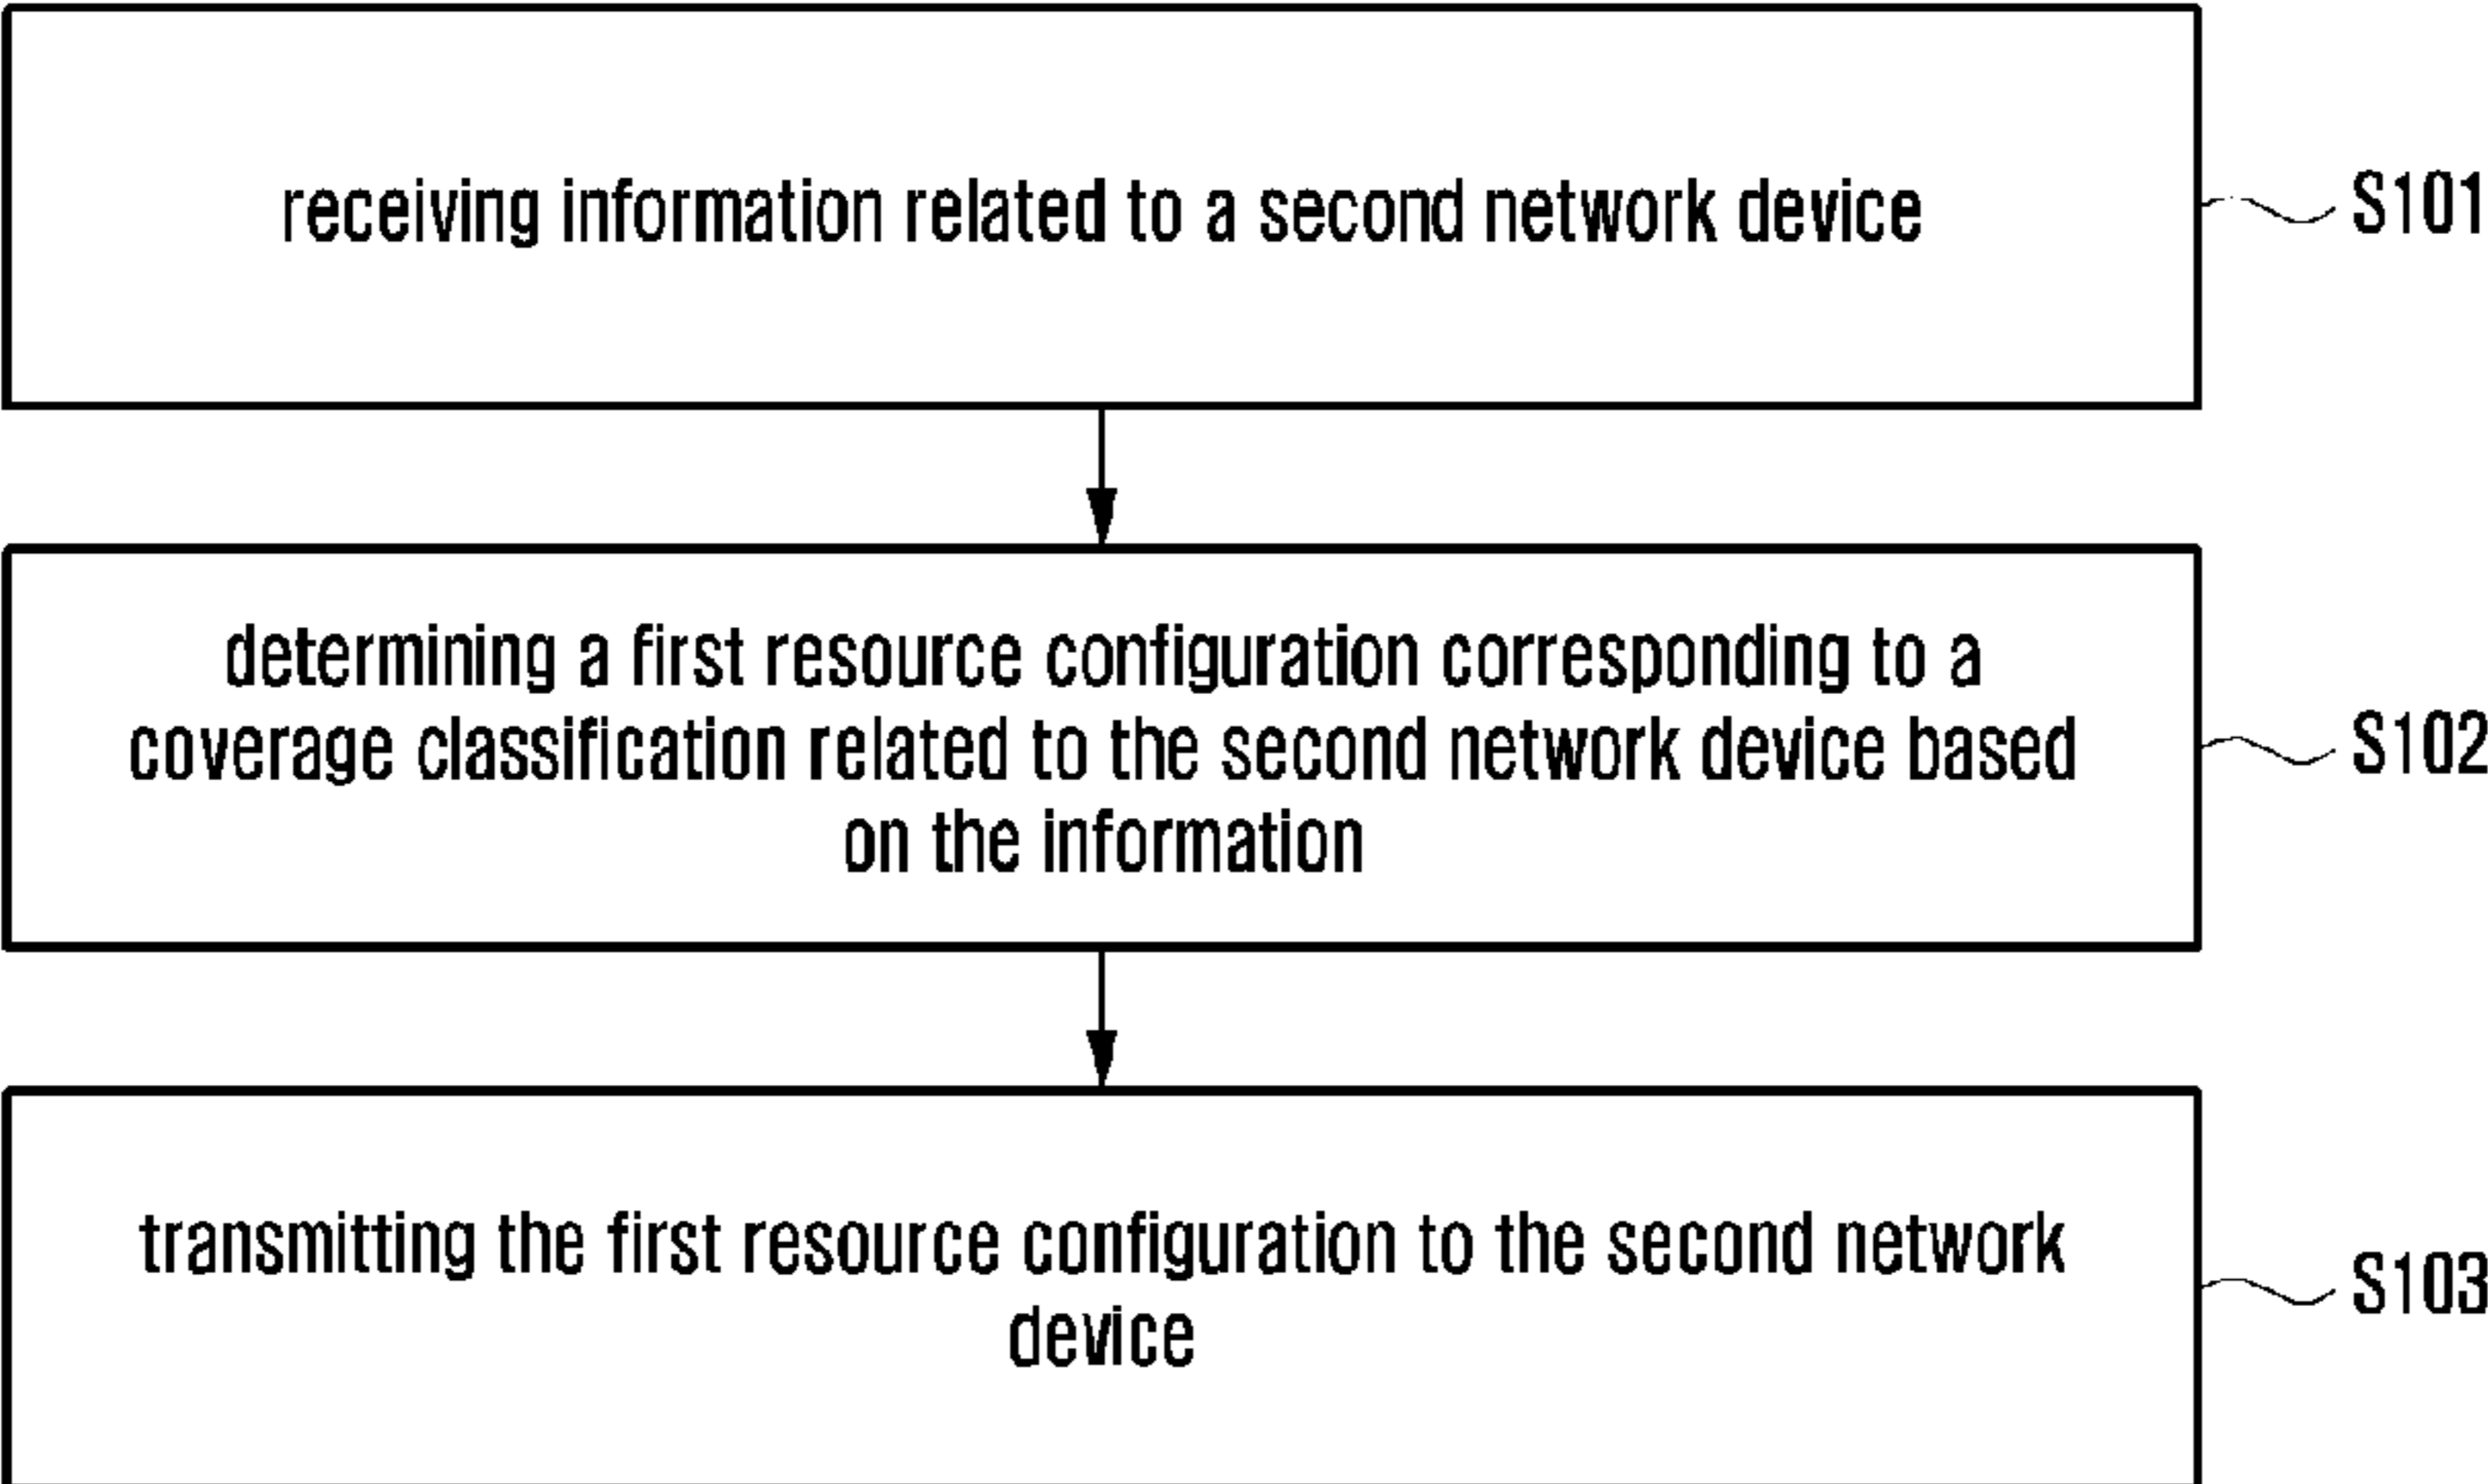 receiving information related to a second network device
S101
determining a first resource configuration corresponding to a
coverage classification related to the second network device based
on the information
S102
transmitting the first resource configuration to the second network
device
S103